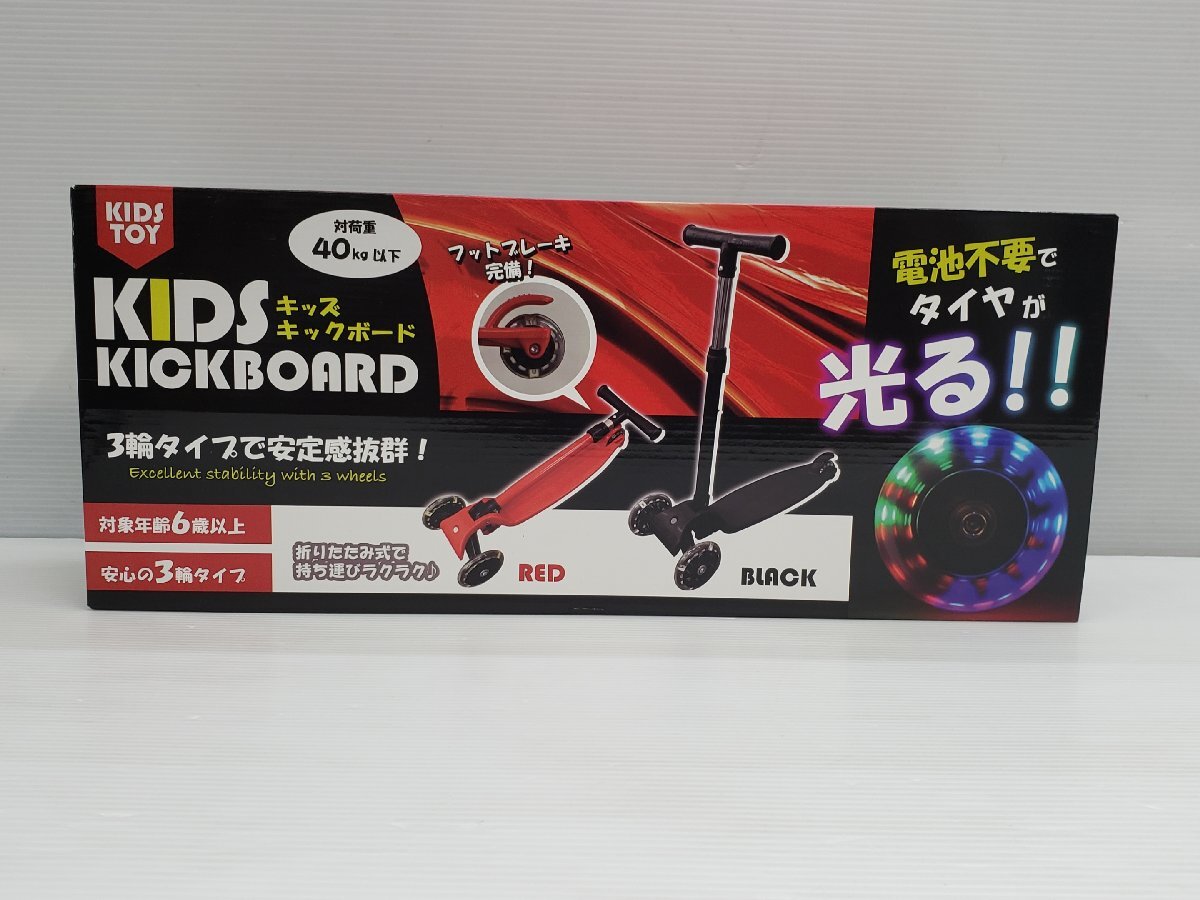 KIDS
TOY
対荷重
40kg以下
KIDS
キッズ
キックボード
KICKBOARD
フットブレーキ
完備！
電池不要で
タイヤが
光る!!
3輪タイプで安定感抜群！
Excellent stability with 3 wheels
対象年齢6歳以上
安心の3輪タイプ
折りたたみ式で
持ち運びラクラク♪
RED
BLACK